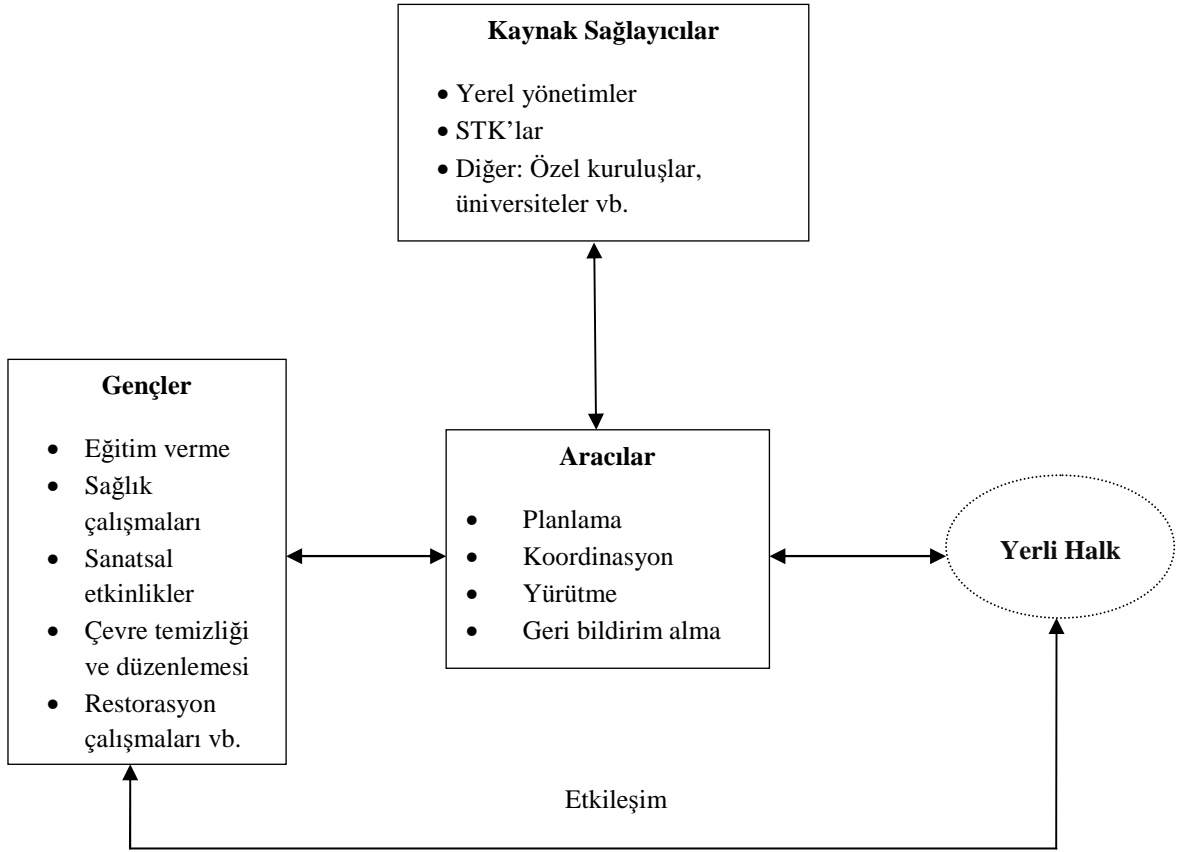 Kaynak Sağlayıcılar
• Yerel yönetimler
• STK’lar
• Diğer: Özel kuruluşlar,
üniversiteler vb.
Gençler
• Eğitim verme
• Sağlık
çalışmaları
• Sanatsal
etkinlikler
• Çevre temizliği
ve düzenlemesi
• Restorasyon
çalışmaları vb.
Aracılar
• Planlama
• Koordinasyon
• Yürütme
• Geri bildirim alma
Yerli Halk
Etkileşim